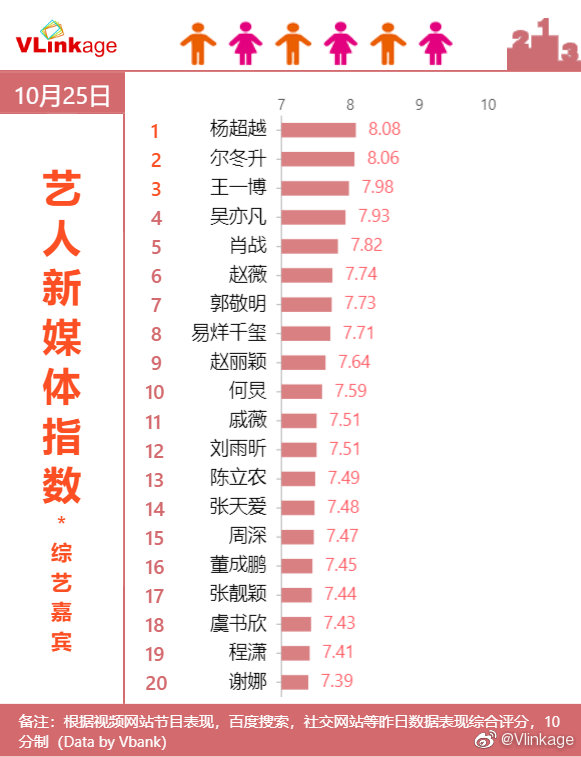 VLinkage
2 1 3
10月25日
7 8 9 10
艺人新媒体指数
*综艺嘉宾
1 杨超越 8.08
2 尔冬升 8.06
3 王一博 7.98
4 吴亦凡 7.93
5 肖战 7.82
6 赵薇 7.74
7 郭敬明 7.73
8 易烊千玺 7.71
9 赵丽颖 7.64
10 何炅 7.59
11 戚薇 7.51
12 刘雨昕 7.51
13 陈立农 7.49
14 张天爱 7.48
15 周深 7.47
16 董成鹏 7.45
17 张靓颖 7.44
18 虞书欣 7.43
19 程潇 7.41
20 谢娜 7.39
备注：根据视频网站节目表现，百度搜索，社交网站等昨日数据表现综合评分，10
分制（Data by Vbank）
@Vlinkage